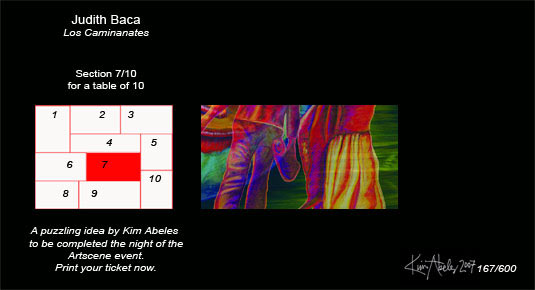 Judith Baca
Los Caminanates
Section 7/10
for a table of 10
1 2 3
4 5
6 7
10
8 9
A puzzling idea by Kim Abeles
to be completed the night of the
Artscene event.
Print your ticket now.
Kim Abeles 2007 167/600